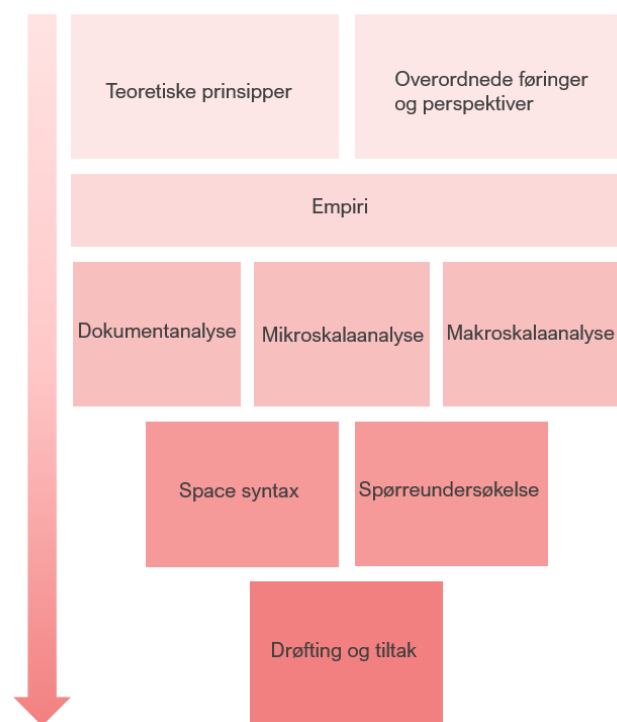 Teoretiske prinsipper
Overordnede føringer
og perspektiver
Empiri
Dokumentanalyse
Mikroskalaanalyse
Makroskalaanalyse
Space syntax
Spørreundersøkelse
Drøfting og tiltak